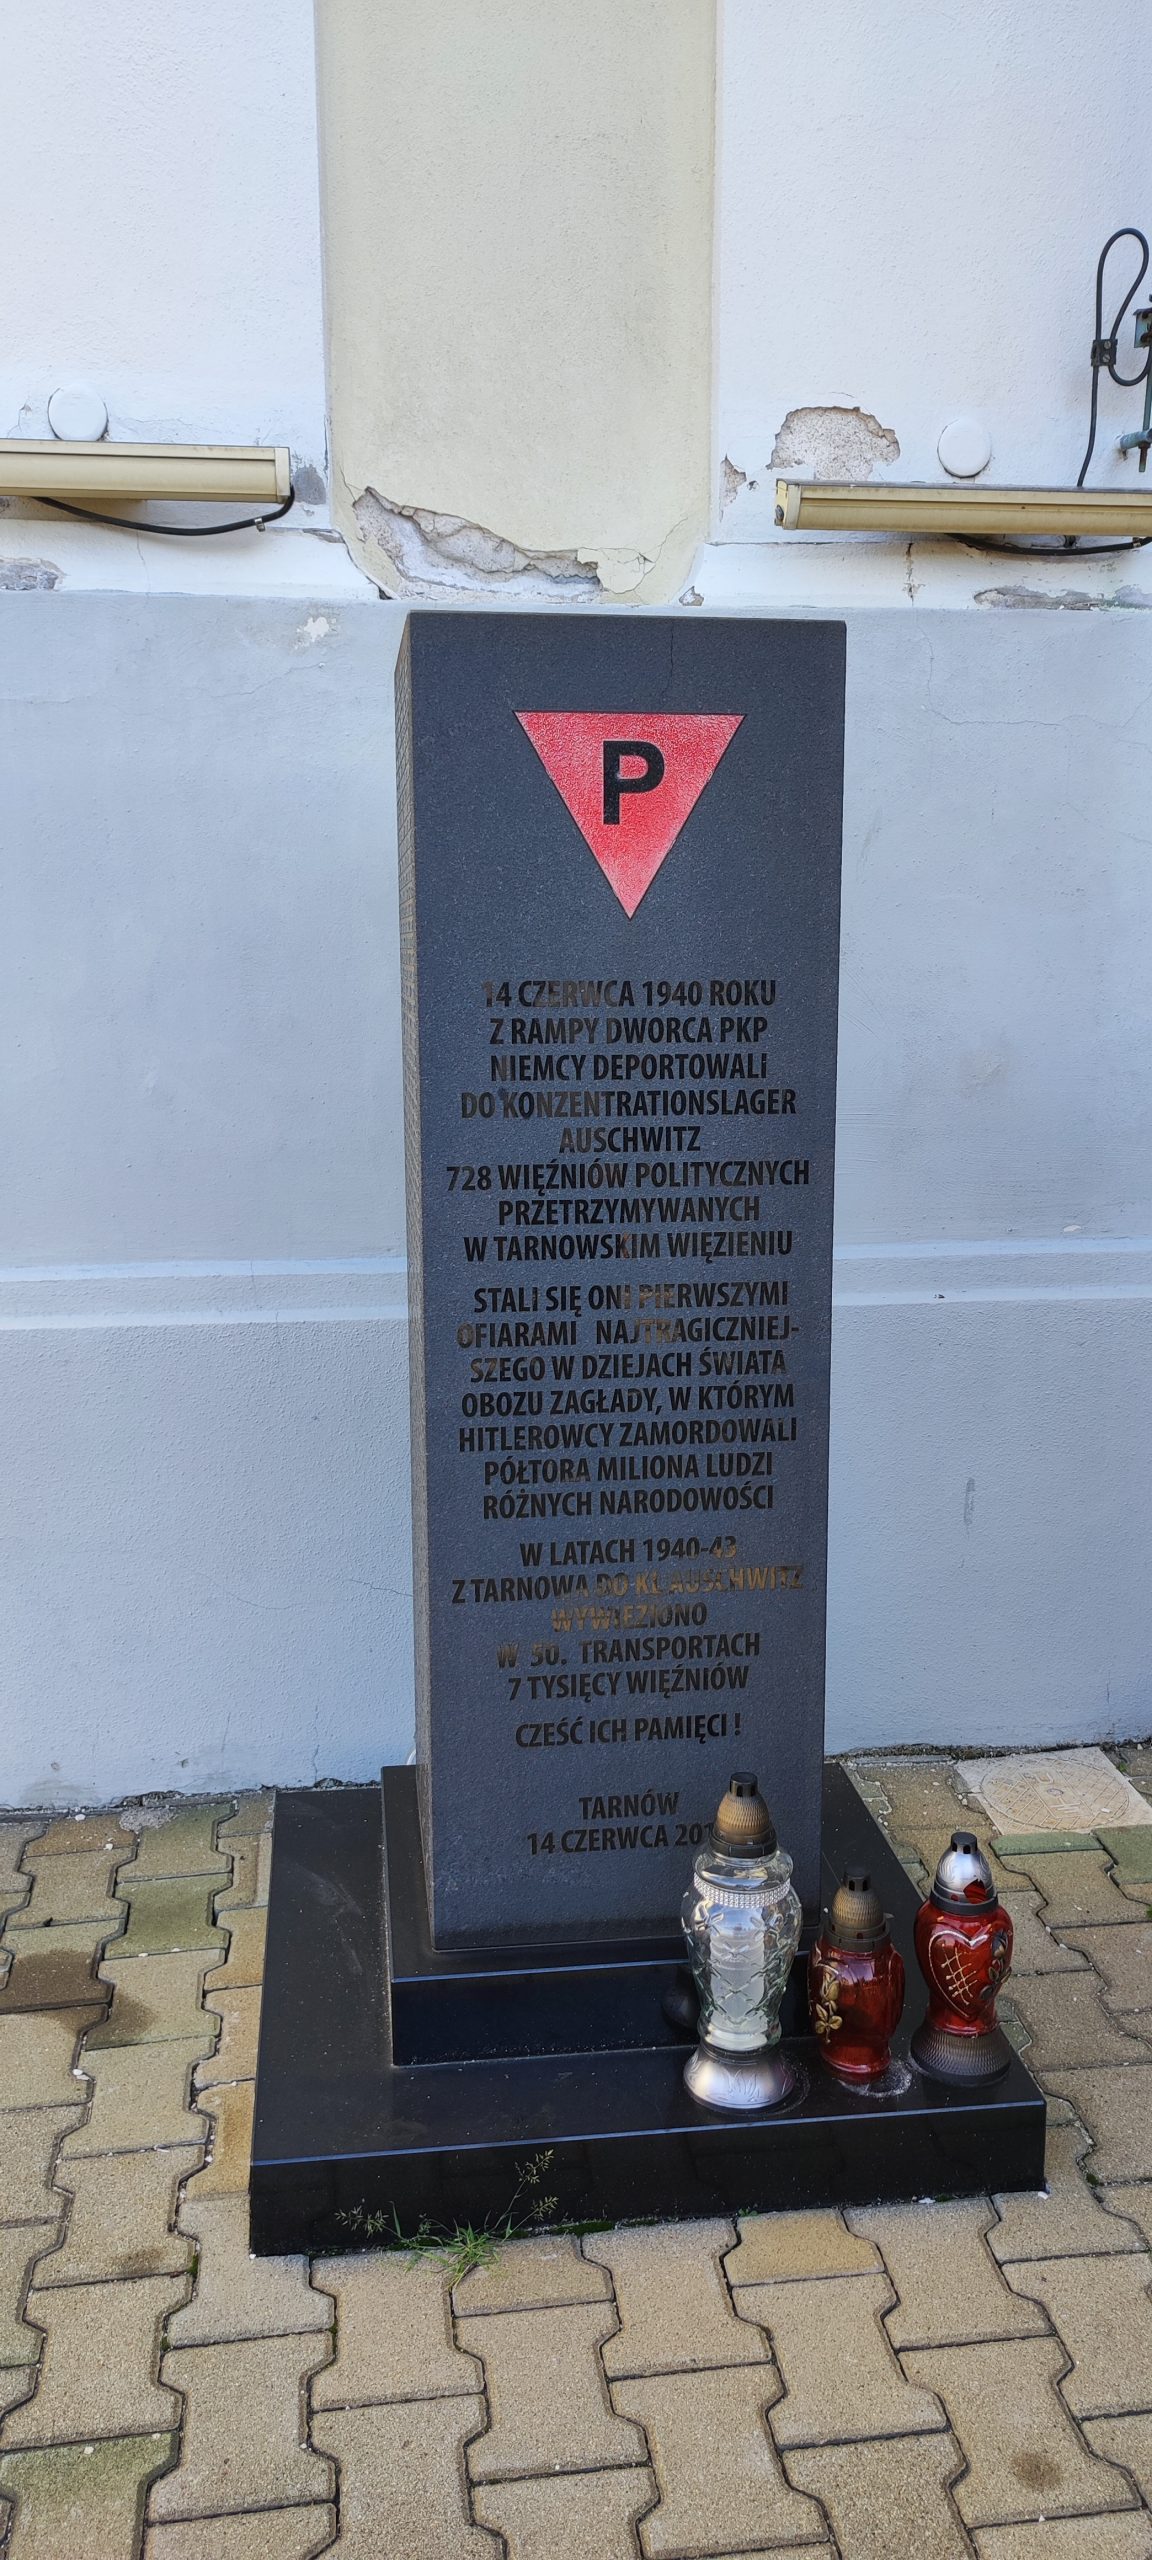 P
14 CZERWCA 1940 ROKU
Z RAMPY DWORCA PKP
NIEMCY DEPORTOWALI
DO KONZENTRATIONSLAGER
AUSCHWITZ
728 WIĘŹNIÓW POLITYCZNYCH
PRZETRZYMYWANYCH
W TARNOWSKIM WIĘZIENIU
STALI SIĘ ONI PIERWSZYMI
OFIARAMI NAJTRAGICZNIEJ-
SZEGO W DZIEJACH ŚWIATA
OBOZU ZAGŁADY, W KTÓRYM
HITLEROWCY ZAMORDOWALI
PÓŁTORA MILIONA LUDZI
RÓŻNYCH NARODOWOŚCI
W LATACH 1940-43
Z TARNOWA DO KL AUSCHWITZ
WYWIEZIONO
W 50. TRANSPORTACH
7 TYSIĘCY WIĘŹNIÓW
CZEŚĆ ICH PAMIĘCI !
TARNÓW
14 CZERWCA